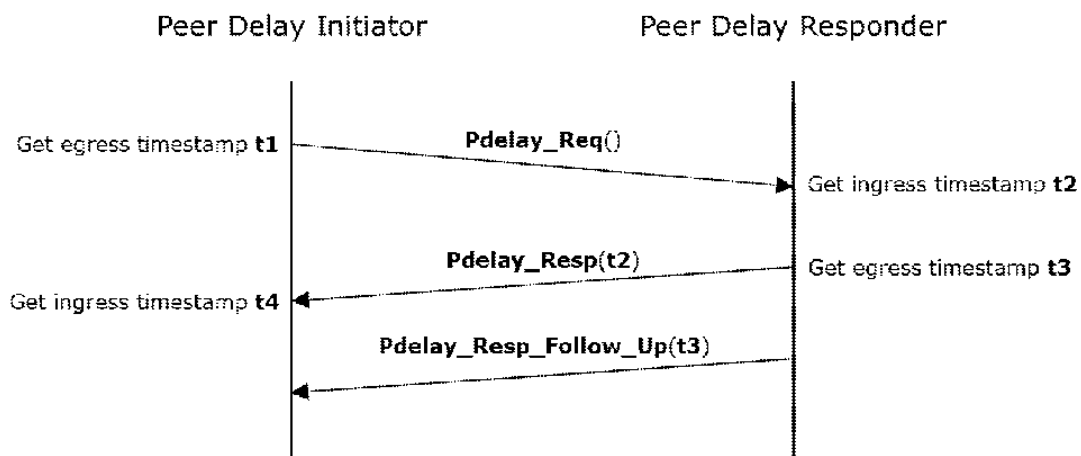 Peer Delay Initiator
Peer Delay Responder
Get egress timestamp t1
Pdelay_Req()
Get ingress timestamp t2
Pdelay_Resp(t2)
Get egress timestamp t3
Get ingress timestamp t4
Pdelay_Resp_Follow_Up(t3)